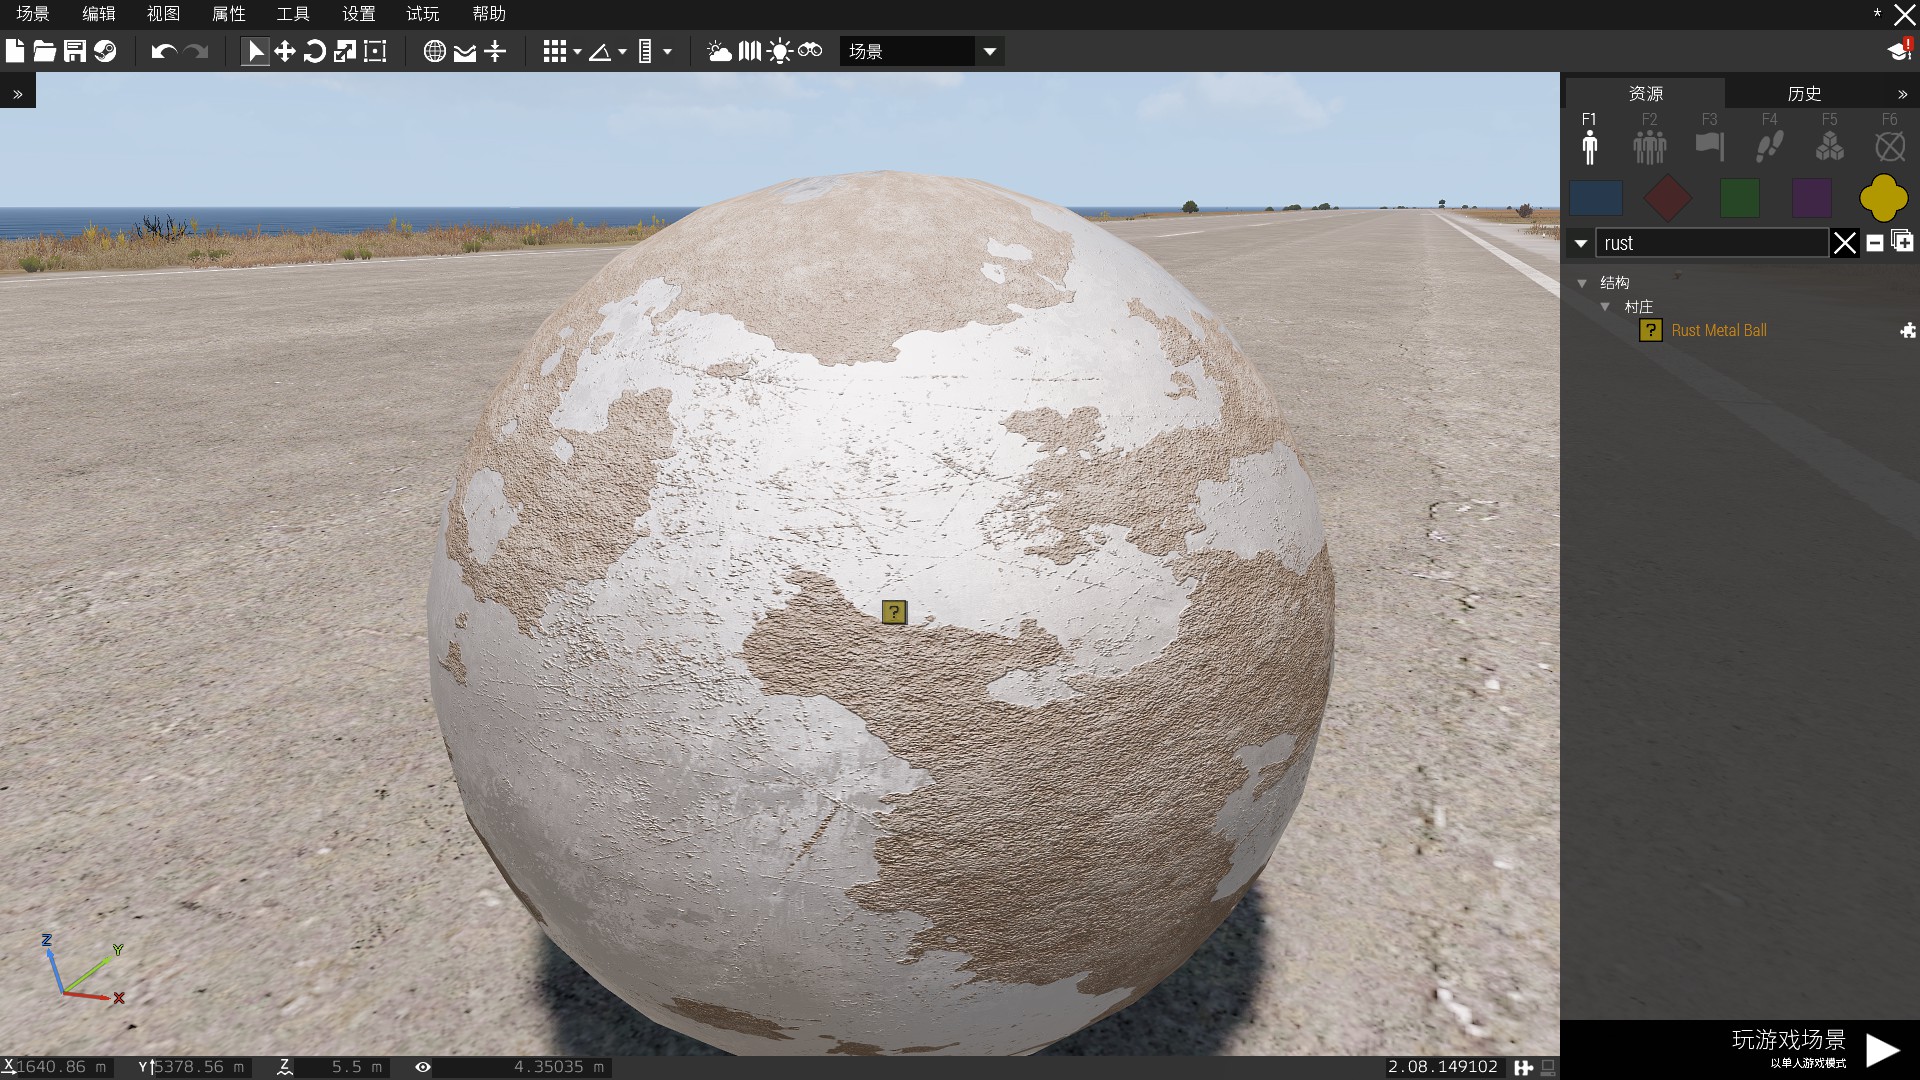 场景 编辑 视图 属性 工具 设置 试玩 帮助 *
场景
资源 历史
F1 F2 F3 F4 F5 F6
rust
结构
村庄
? Rust Metal Ball
?
Z
Y
X
玩游戏场景
以单人游戏模式
X 1640.86 m Y 5378.56 m Z 5.5 m 4.35035 m 2.08.149102